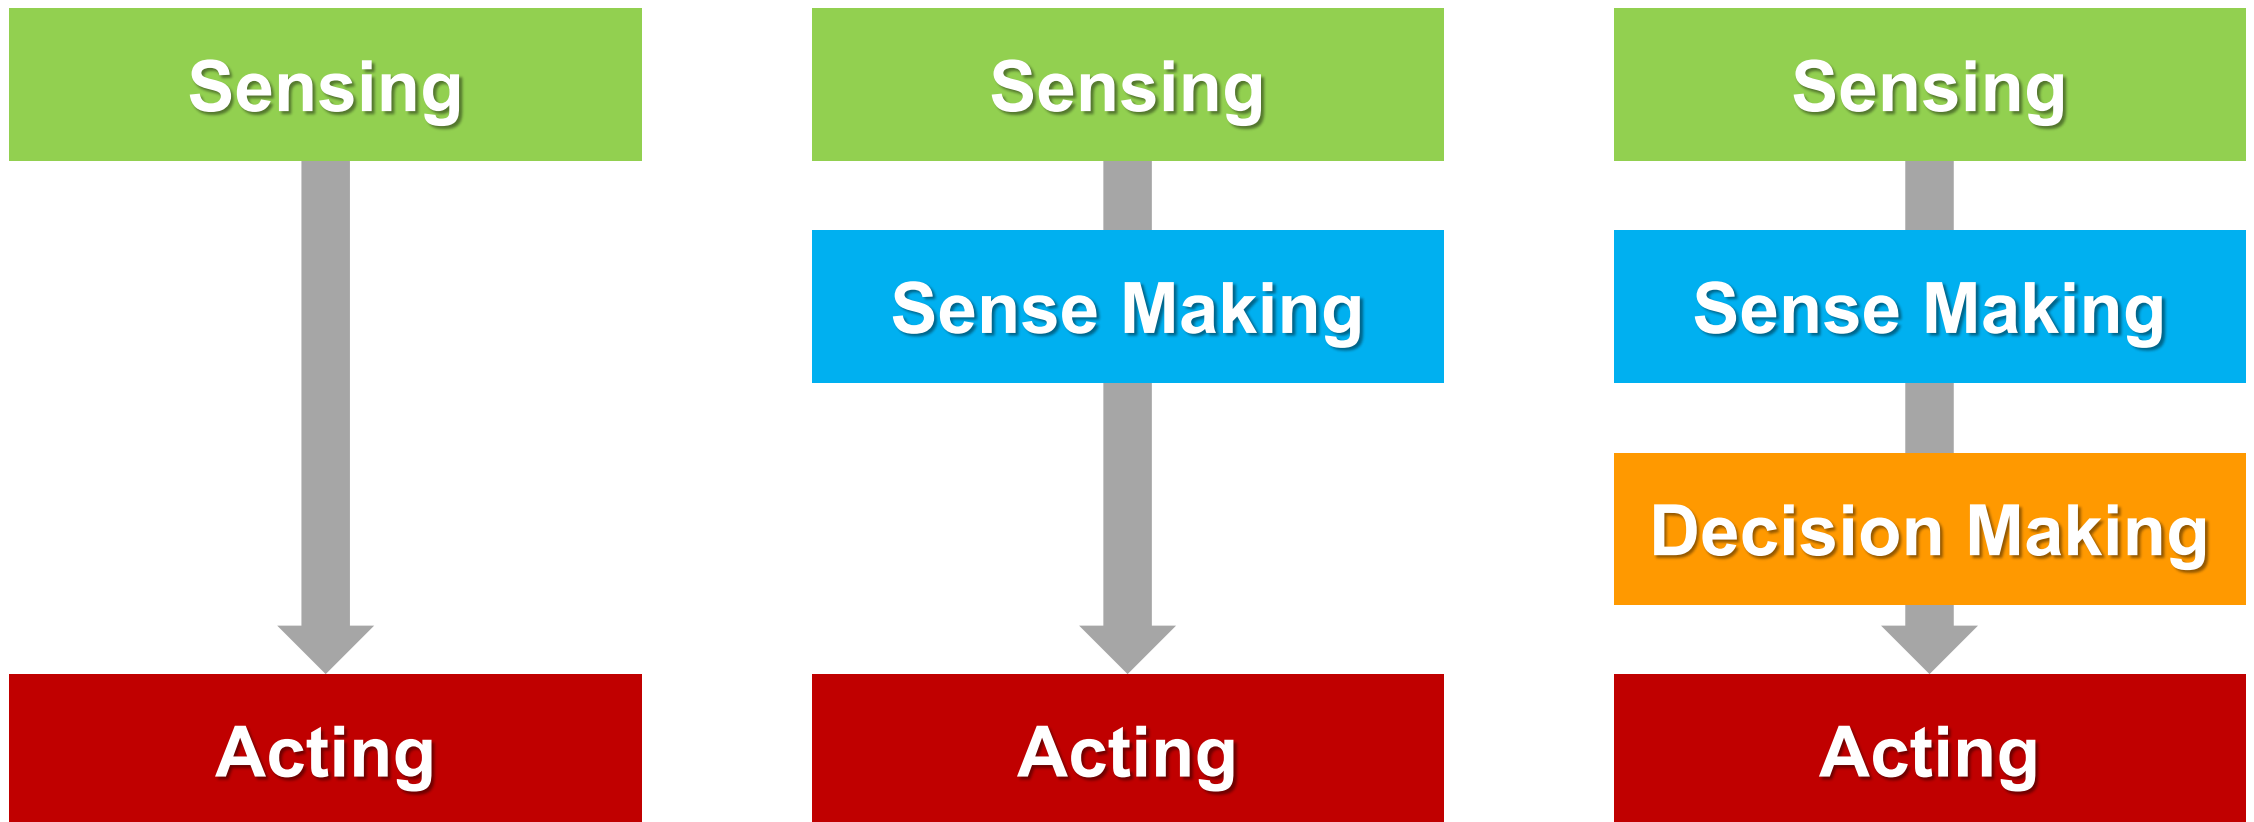 Sensing
Acting
Sensing
Sense Making
Acting
Sensing
Sense Making
Decision Making
Acting